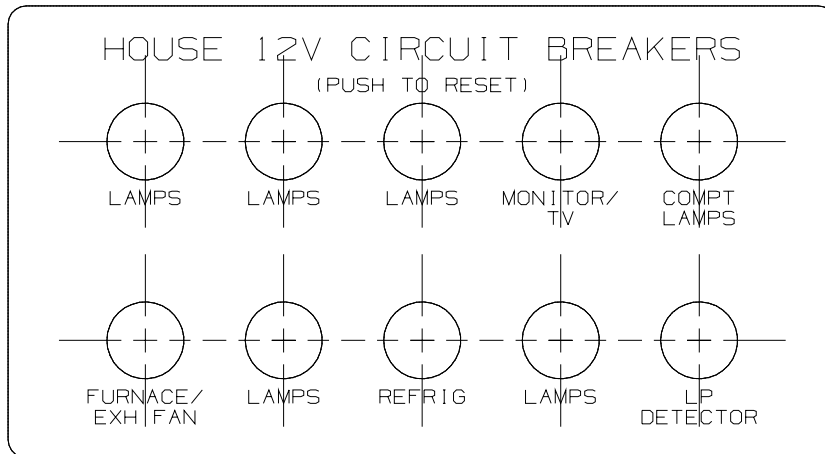 HOUSE 12V CIRCUIT BREAKERS
(PUSH TO RESET)
LAMPS LAMPS LAMPS MONITOR/ COMPT
TV LAMPS
FURNACE/ LAMPS REFRIG LAMPS LP
EXH FAN DETECTOR